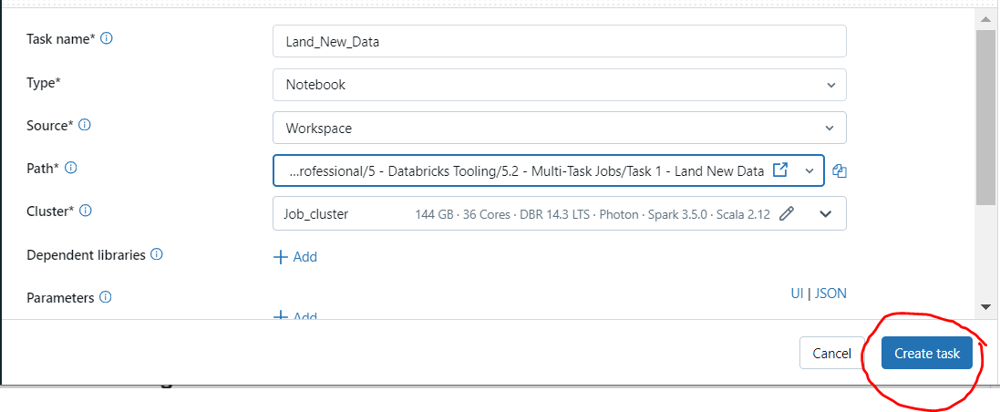 Task name*
Land_New_Data
Type*
Notebook
Source*
Workspace
Path*
...rofessional/5 - Databricks Tooling/5.2 - Multi-Task Jobs/Task 1 - Land New Data
Cluster*
Job_cluster 144 GB · 36 Cores · DBR 14.3 LTS · Photon · Spark 3.5.0 · Scala 2.12
Dependent libraries
Add
Parameters
UI | JSON
Add
Cancel
Create task